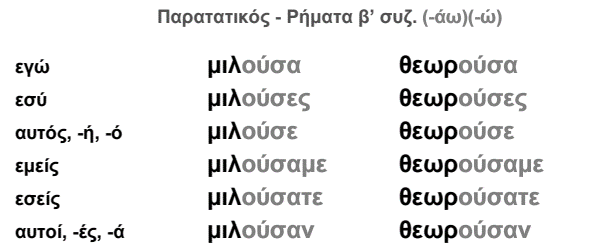 Παρατατικός - Ρήματα β’ συζ. (-άω)(-ώ)
εγώ μιλούσα θεωρούσα
εσύ μιλούσες θεωρούσες
αυτός, -ή, -ό μιλούσε θεωρούσε
εμείς μιλούσαμε θεωρούσαμε
εσείς μιλούσατε θεωρούσατε
αυτοί, -ές, -ά μιλούσαν θεωρούσαν